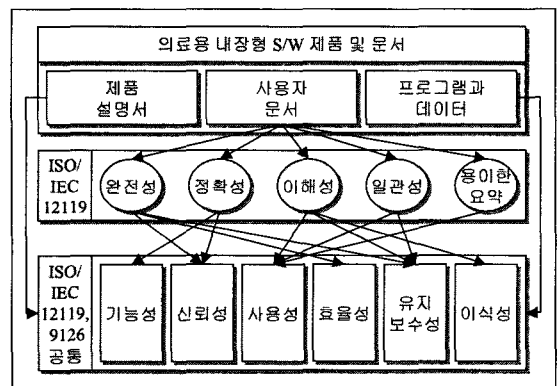 의료용 내장형 S/W 제품 및 문서
제품
설명서
사용자
문서
프로그램과
데이터
ISO/
IEC
12119
완전성
정확성
이해성
일관성
용이한
요약
ISO/
IEC
12119,
9126
공통
기능성
신뢰성
사용성
효율성
유지
보수성
이식성